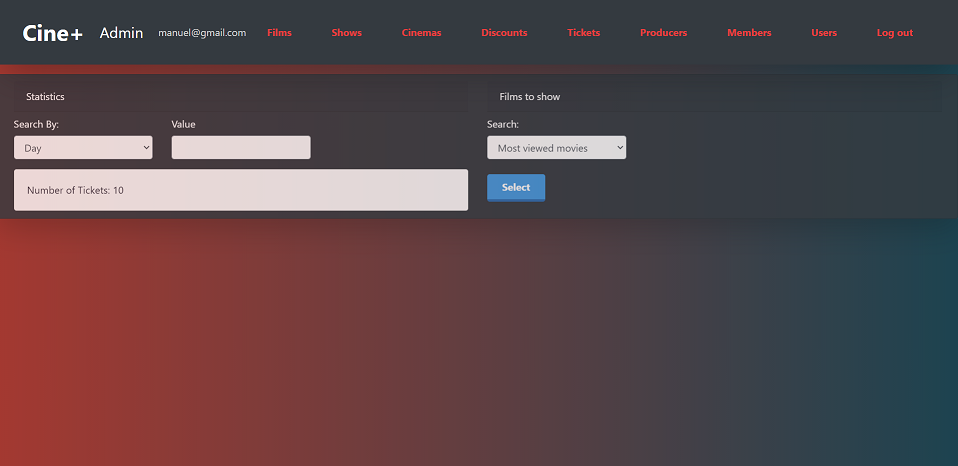 Cine+ Admin manuel@gmail.com Films Shows Cinemas Discounts Tickets Producers Members Users Log out
Statistics
Search By: Value
Day
Number of Tickets: 10
Films to show
Search:
Most viewed movies
Select